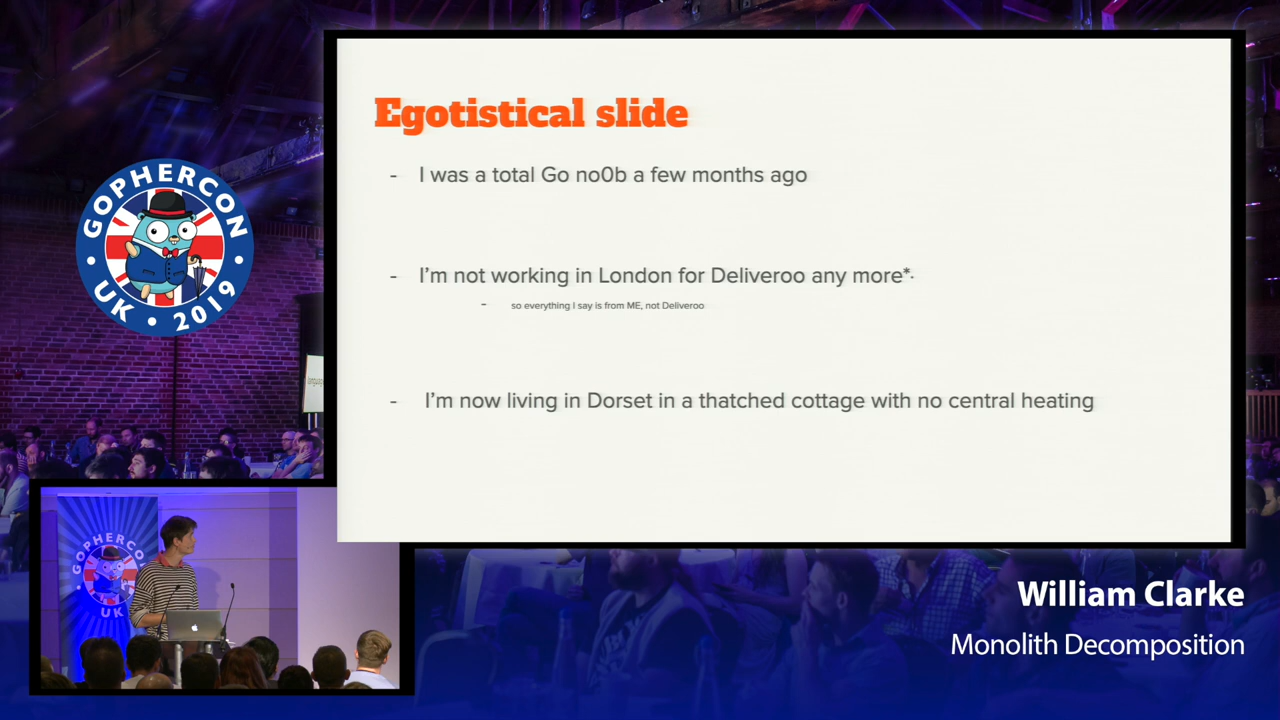 Egotistical slide
- I was a total Go no0b a few months ago
- I'm not working in London for Deliveroo any more*.
- so everything I say is from ME, not Deliveroo
- I'm now living in Dorset in a thatched cottage with no central heating
GOPHERCON
• UK • 2019 •
GOPHERCON
UK
William Clarke
Monolith Decomposition